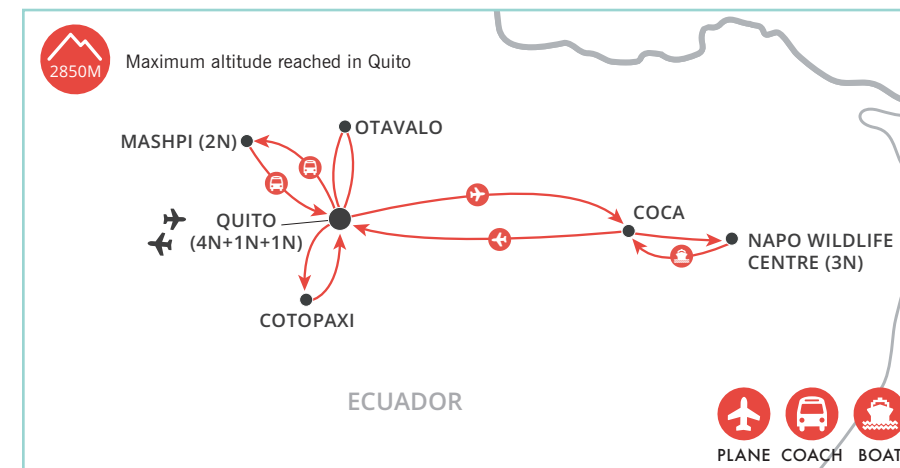 2850M
Maximum altitude reached in Quito
OTAVALO
MASHPI (2N)
QUITO
(4N+1N+1N)
COCA
NAPO WILDLIFE
CENTRE (3N)
COTOPAXI
ECUADOR
PLANE COACH BOAT